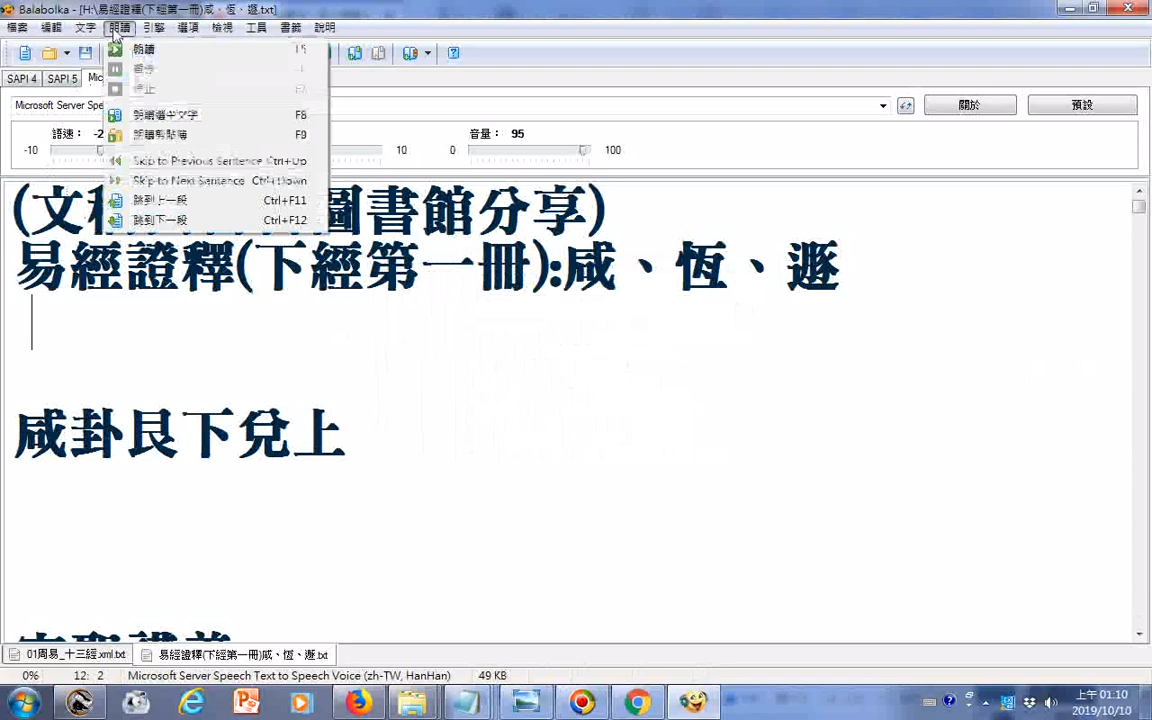 Balabolka - [H:\易經證釋(下經第一冊)咸、恆、遯.txt]
檔案 編輯 文字 朗讀 引擎 選項 檢視 工具 書籤 說明
SAPI 4 SAPI 5
朗讀
朗讀選中文字 F8
朗讀剪貼簿 F9
Skip to Previous Sentence Ctrl+Up
Skip to Next Sentence Ctrl+Down
跳到上一段 Ctrl+F11
跳到下一段 Ctrl+F12
Microsoft Server 關於 預設
語速： 音量： 95
-10 10 0 100
(文 圖書館分享)
易經證釋(下經第一冊):咸、恆、遯
咸卦艮下兌上
01周易_十三經.xml.txt 易經證釋(下經第一冊)咸、恆、遯.txt
0% 12: 2 Microsoft Server Speech Text to Speech Voice (zh-TW, HanHan) 49 KB
上午 01:10
2019/10/10